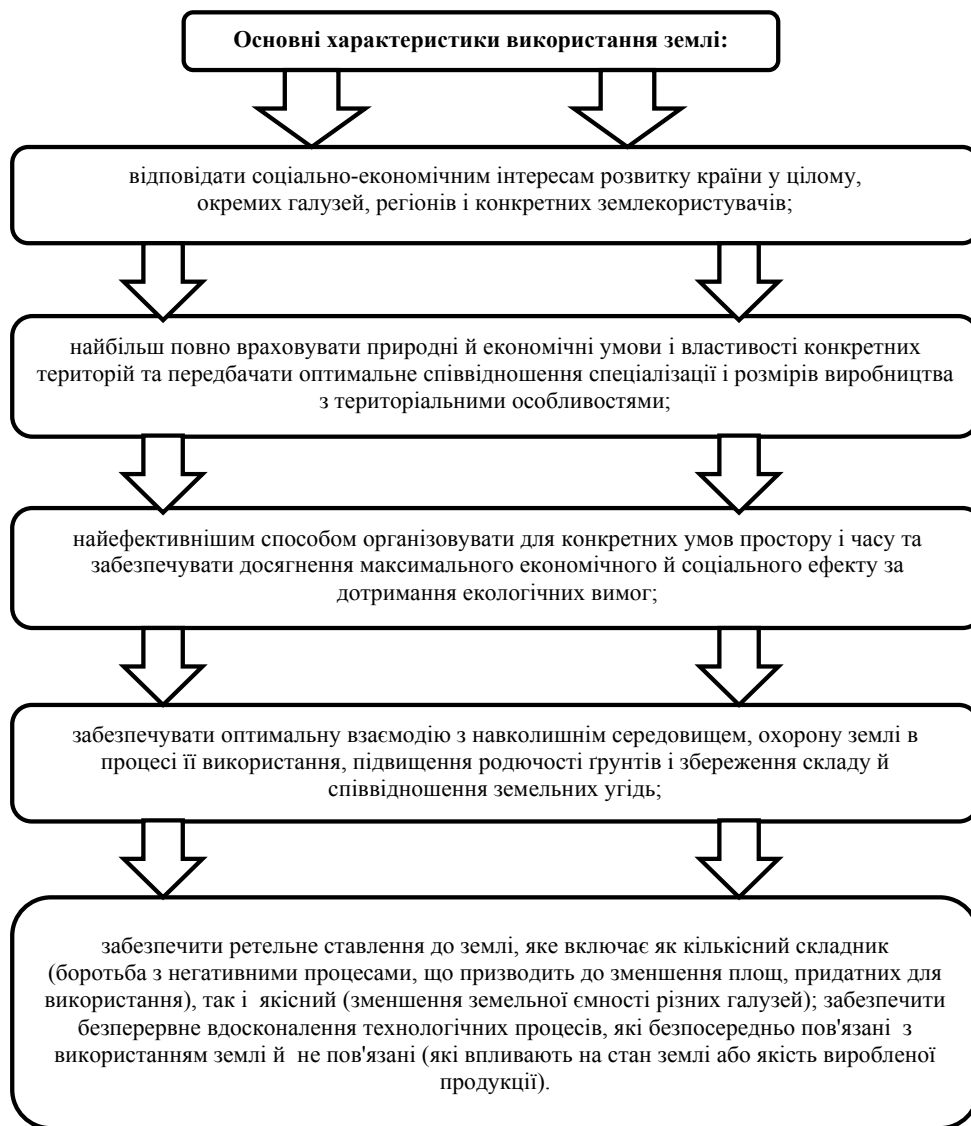 Основні характеристики використання землі:
відповідати соціально-економічним інтересам розвитку країни у цілому,
окремих галузей, регіонів і конкретних землекористувачів;
найбільш повно враховувати природні й економічні умови і властивості конкретних
територій та передбачати оптимальне співвідношення спеціалізації і розмірів виробництва
з територіальними особливостями;
найефективнішим способом організовувати для конкретних умов простору і часу та
забезпечувати досягнення максимального економічного й соціального ефекту за
дотримання екологічних вимог;
забезпечувати оптимальну взаємодію з навколишнім середовищем, охорону землі в
процесі її використання, підвищення родючості ґрунтів і збереження складу й
співвідношення земельних угідь;
забезпечити ретельне ставлення до землі, яке включає як кількісний складник
(боротьба з негативними процесами, що призводить до зменшення площ, придатних для
використання), так і якісний (зменшення земельної ємності різних галузей); забезпечити
безперервне вдосконалення технологічних процесів, які безпосередньо пов'язані з
використанням землі й не пов'язані (які впливають на стан землі або якість виробленої
продукції).